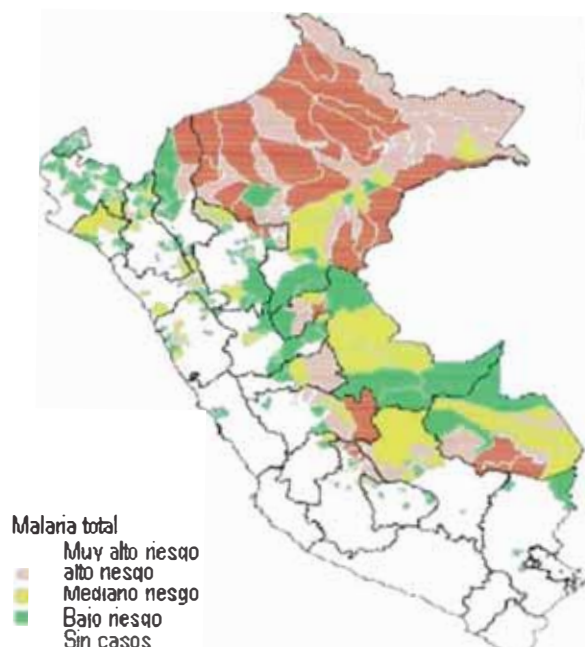 Malaria total
Muy alto riesgo
alto riesgo
Mediano riesgo
Bajo riesgo
Sin casos